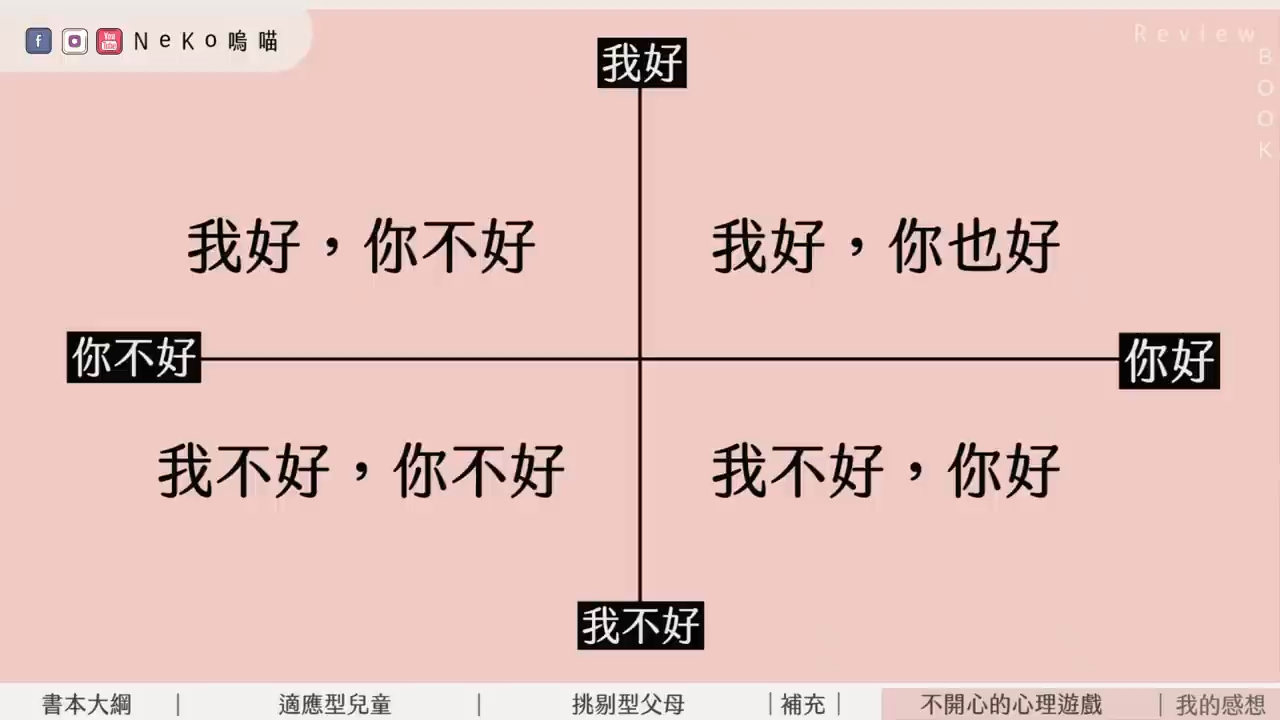 NeKo嗚喵
Review
BOOK
我好
我好，你不好
我好，你也好
你不好
你好
我不好，你不好
我不好，你好
我不好
書本大綱 | 適應型兒童 | 挑剔型父母 | 補充 | 不開心的心理遊戲 | 我的感想